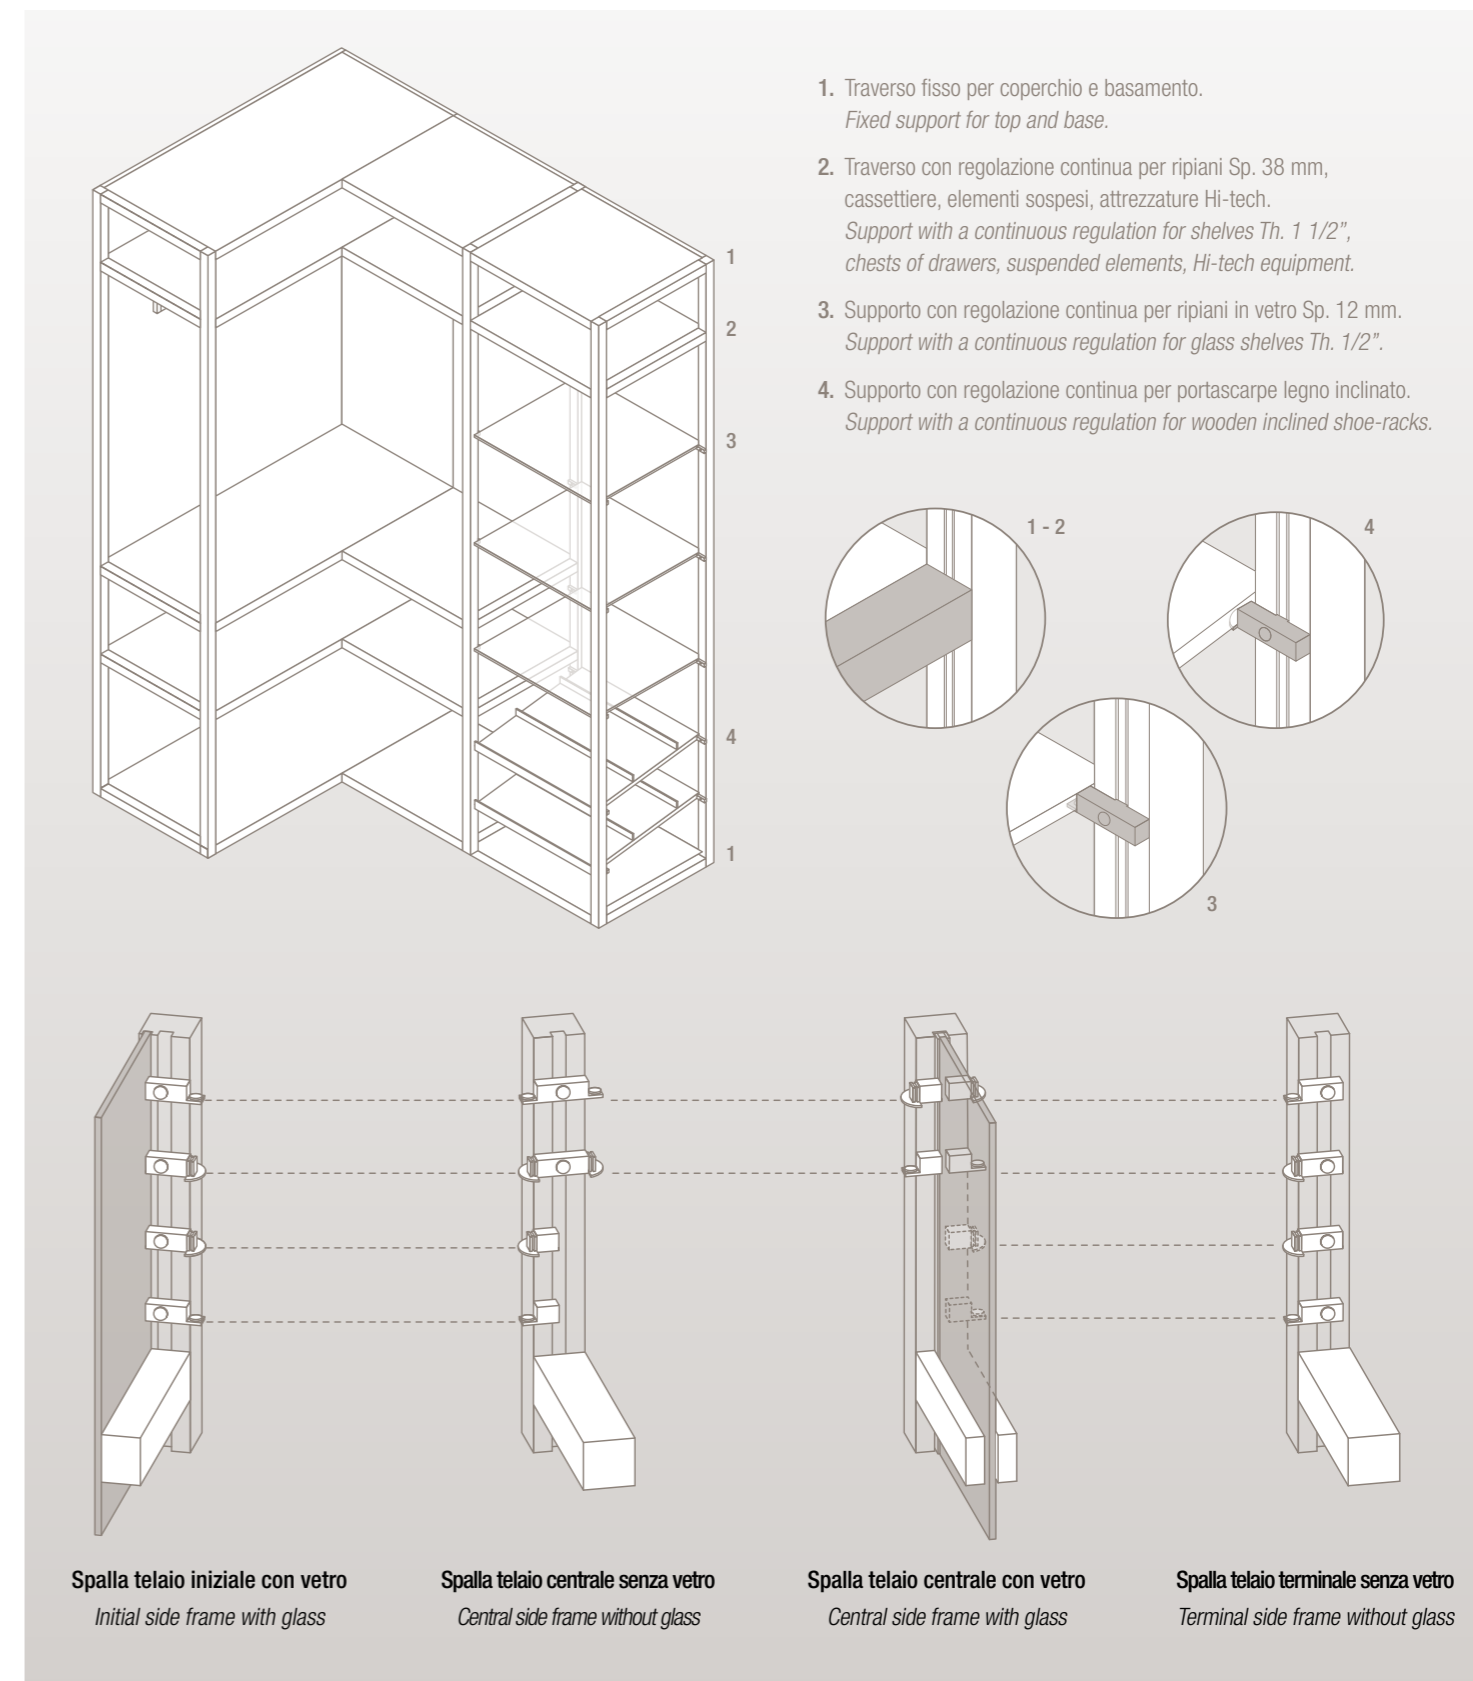 1. Traverso fisso per coperchio e basamento.
Fixed support for top and base.
2. Traverso con regolazione continua per ripiani Sp. 38 mm,
cassettiere, elementi sospesi, attrezzature Hi-tech.
Support with a continuous regulation for shelves Th. 1 1/2”,
chests of drawers, suspended elements, Hi-tech equipment.
3. Supporto con regolazione continua per ripiani in vetro Sp. 12 mm.
Support with a continuous regulation for glass shelves Th. 1/2”.
4. Supporto con regolazione continua per portascarpe legno inclinato.
Support with a continuous regulation for wooden inclined shoe-racks.
1
2
3
4
1
1 - 2
4
3
Spalla telaio iniziale con vetro
Initial side frame with glass
Spalla telaio centrale senza vetro
Central side frame without glass
Spalla telaio centrale con vetro
Central side frame with glass
Spalla telaio terminale senza vetro
Terminal side frame without glass